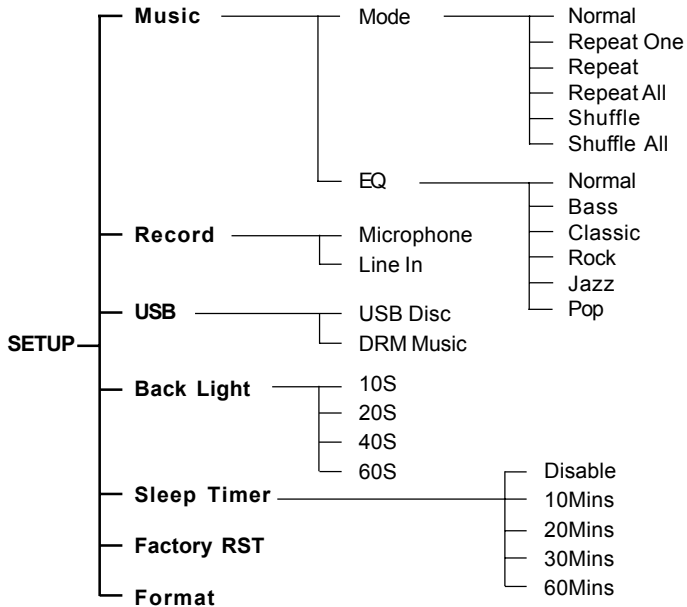 Music
Mode
Normal
Repeat One
Repeat
Repeat All
Shuffle
Shuffle All
EQ
Normal
Bass
Classic
Rock
Jazz
Pop
Record
Microphone
Line In
USB
USB Disc
DRM Music
SETUP
Back Light
10S
20S
40S
60S
Sleep Timer
Disable
10Mins
20Mins
30Mins
60Mins
Factory RST
Format